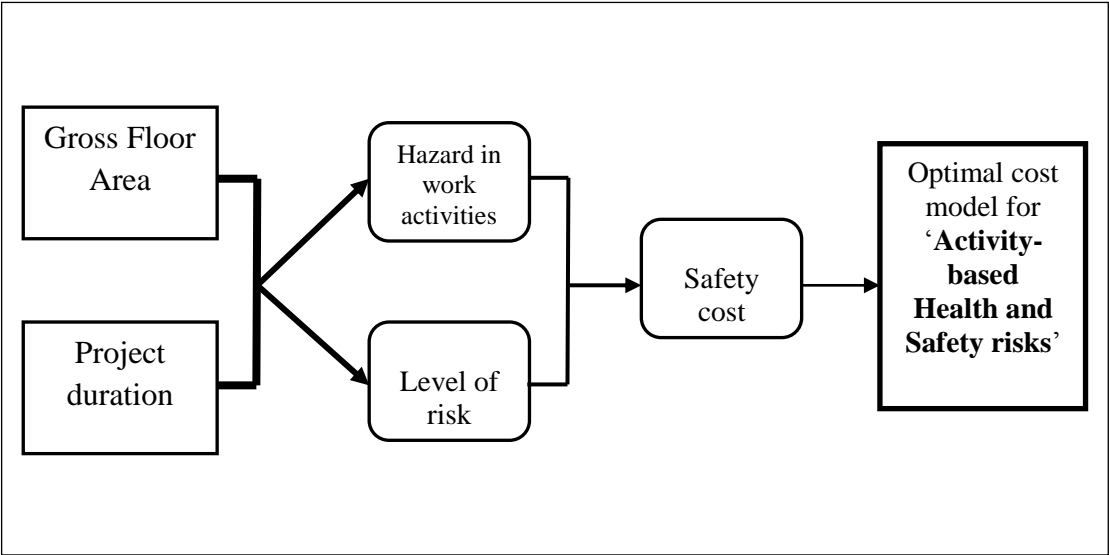 Gross Floor
Area
Project
duration
Hazard in
work
activities
Level of
risk
Safety
cost
Optimal cost
model for
‘Activity-
based
Health and
Safety risks’